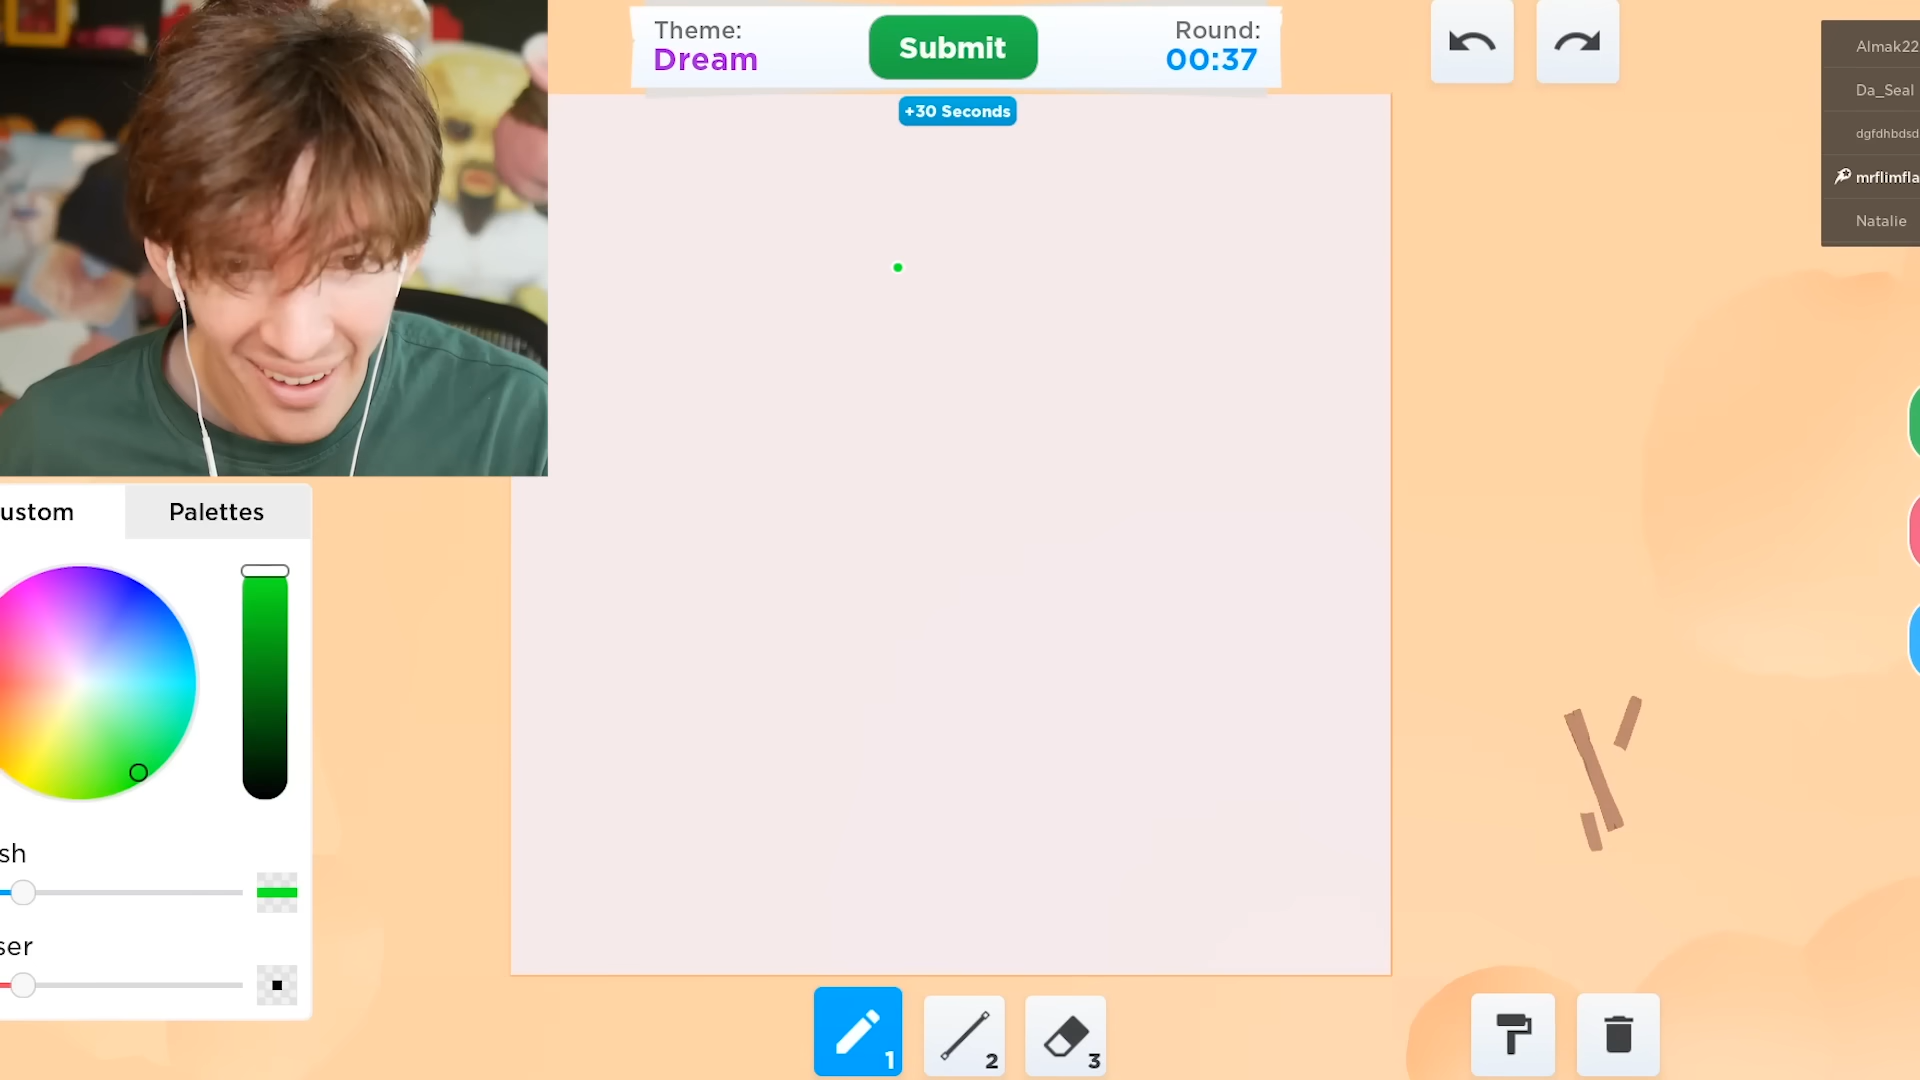 Theme:
Dream
Submit
Round:
00:37
+30 Seconds
Almak22
Da_Seal
dgfdhbdsd
mrflimfla
Natalie
ustom
Palettes
sh
ser
1
2
3